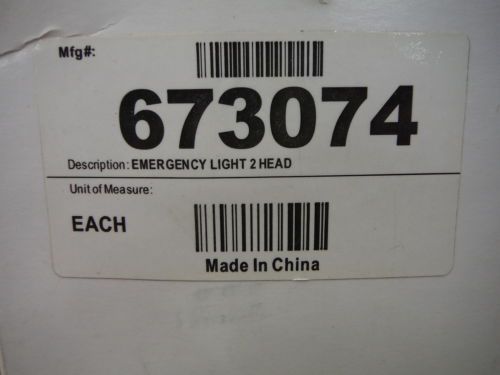 Mfg#:
673074
Description: EMERGENCY LIGHT 2 HEAD
Unit of Measure:
EACH
Made In China